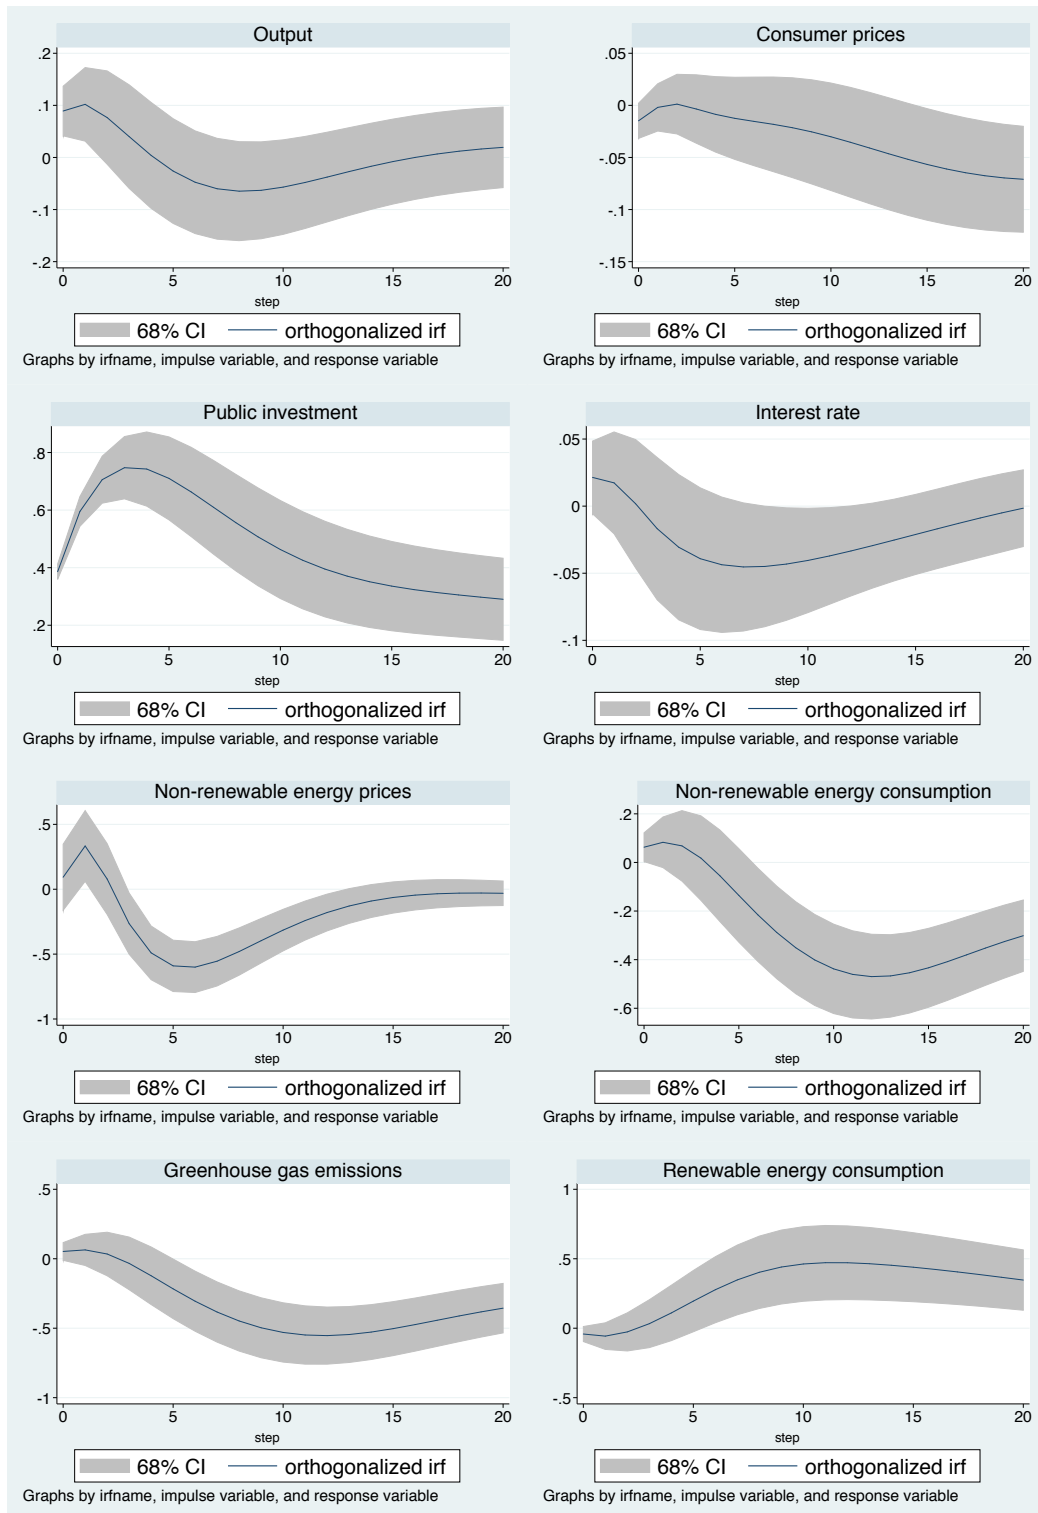 Output
.2
.1
0
-.1
-.2
0 5 10 15 20
step
68% CI orthogonalized irf
Graphs by irfname, impulse variable, and response variable
Consumer prices
.05
0
-.05
-.1
-.15
0 5 10 15 20
step
68% CI orthogonalized irf
Graphs by irfname, impulse variable, and response variable
Public investment
.8
.6
.4
.2
0 5 10 15 20
step
68% CI orthogonalized irf
Graphs by irfname, impulse variable, and response variable
Interest rate
.05
0
-.05
-.1
0 5 10 15 20
step
68% CI orthogonalized irf
Graphs by irfname, impulse variable, and response variable
Non-renewable energy prices
.5
0
-.5
-1
0 5 10 15 20
step
68% CI orthogonalized irf
Graphs by irfname, impulse variable, and response variable
Non-renewable energy consumption
.2
0
-.2
-.4
-.6
0 5 10 15 20
step
68% CI orthogonalized irf
Graphs by irfname, impulse variable, and response variable
Greenhouse gas emissions
.5
0
-.5
-1
0 5 10 15 20
step
68% CI orthogonalized irf
Graphs by irfname, impulse variable, and response variable
Renewable energy consumption
1
.5
0
-.5
0 5 10 15 20
step
68% CI orthogonalized irf
Graphs by irfname, impulse variable, and response variable